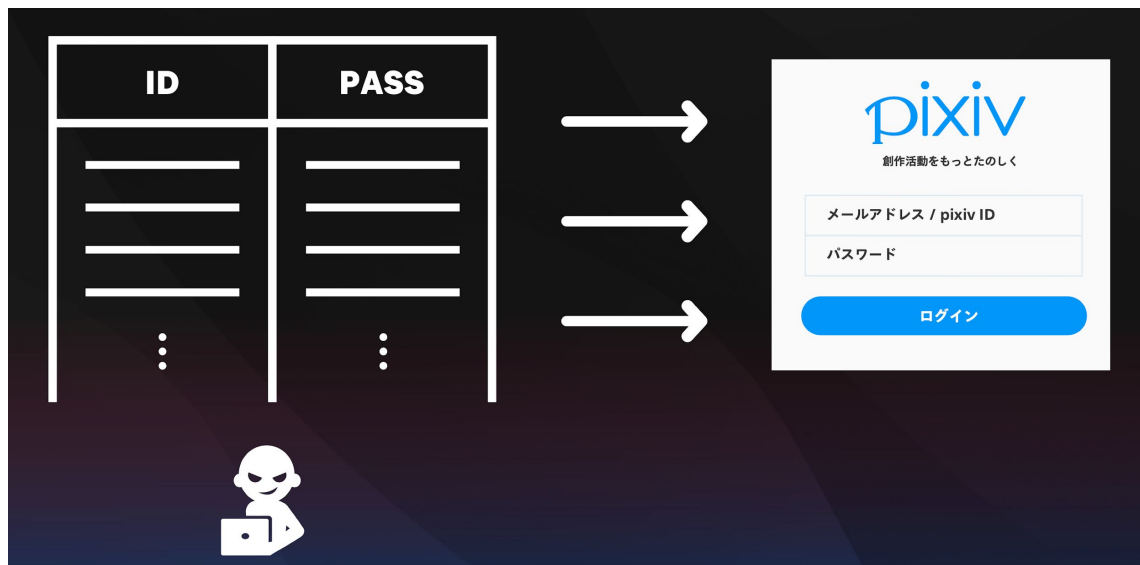 ID
PASS
pixiv
創作活動をもっとたのしく
メールアドレス / pixiv ID
パスワード
ログイン